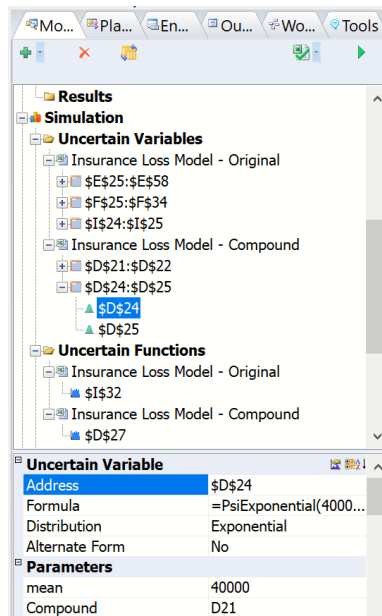 Mo... Pla... En... Ou... Wo... Tools
Results
Simulation
Uncertain Variables
Insurance Loss Model - Original
$E$25:$E$58
$F$25:$F$34
$I$24:$I$25
Insurance Loss Model - Compound
$D$21:$D$22
$D$24:$D$25
$D$24
$D$25
Uncertain Functions
Insurance Loss Model - Original
$I$32
Insurance Loss Model - Compound
$D$27
Uncertain Variable
Address $D$24
Formula =PsiExponential(4000...
Distribution Exponential
Alternate Form No
Parameters
mean 40000
Compound D21